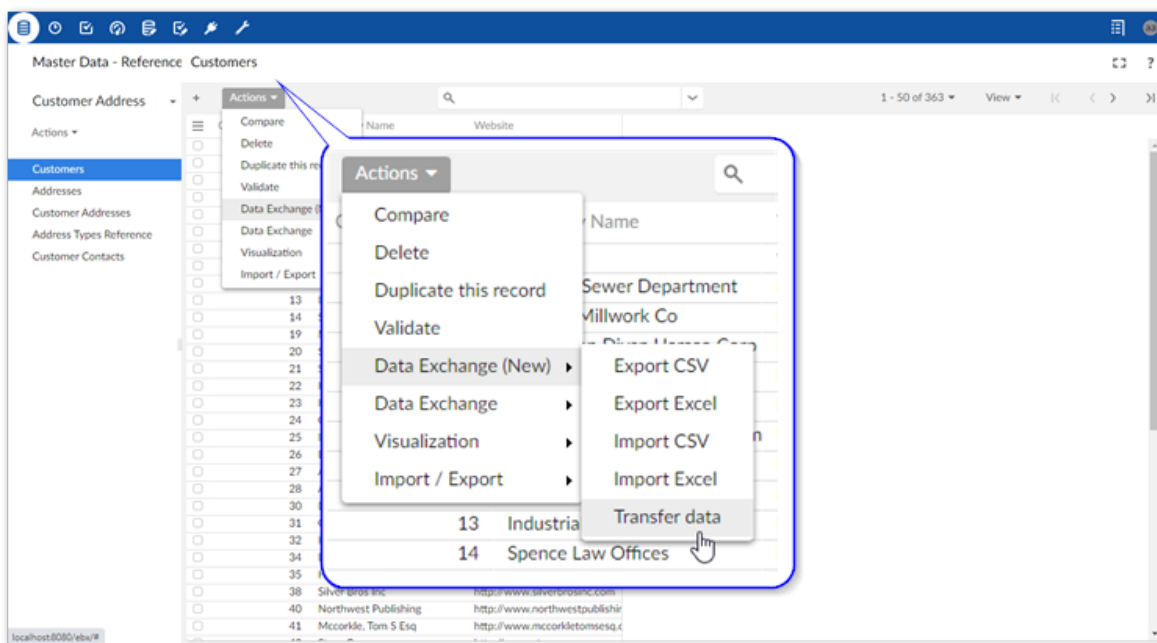 Master Data - Reference Customers
?
Customer Address
+ Actions
1 - 50 of 363
View
Actions
Name Website
Customers
Addresses
Customer Addresses
Address Types Reference
Customer Contacts
Compare
Delete
Duplicate this re
Validate
Data Exchange (
Data Exchange
Visualization
Import / Export
13
14
19
20
21
22
23
24
25
26
27
28
30
31
32
34
35
38 Silver Bros Inc http://www.silverbrosinc.com
40 Northwest Publishing http://www.northwestpublishir
41 Mccorkle, Tom S Esq http://www.mccorkletomsesq.c
Actions
Name
Compare
Delete
Duplicate this record
Validate
Data Exchange (New)
Data Exchange
Visualization
Import / Export
Sewer Department
Millwork Co
Export CSV
Export Excel
Import CSV
Import Excel
Transfer data
13 Industria
14 Spence Law Offices
localhost:8080/ebx/#